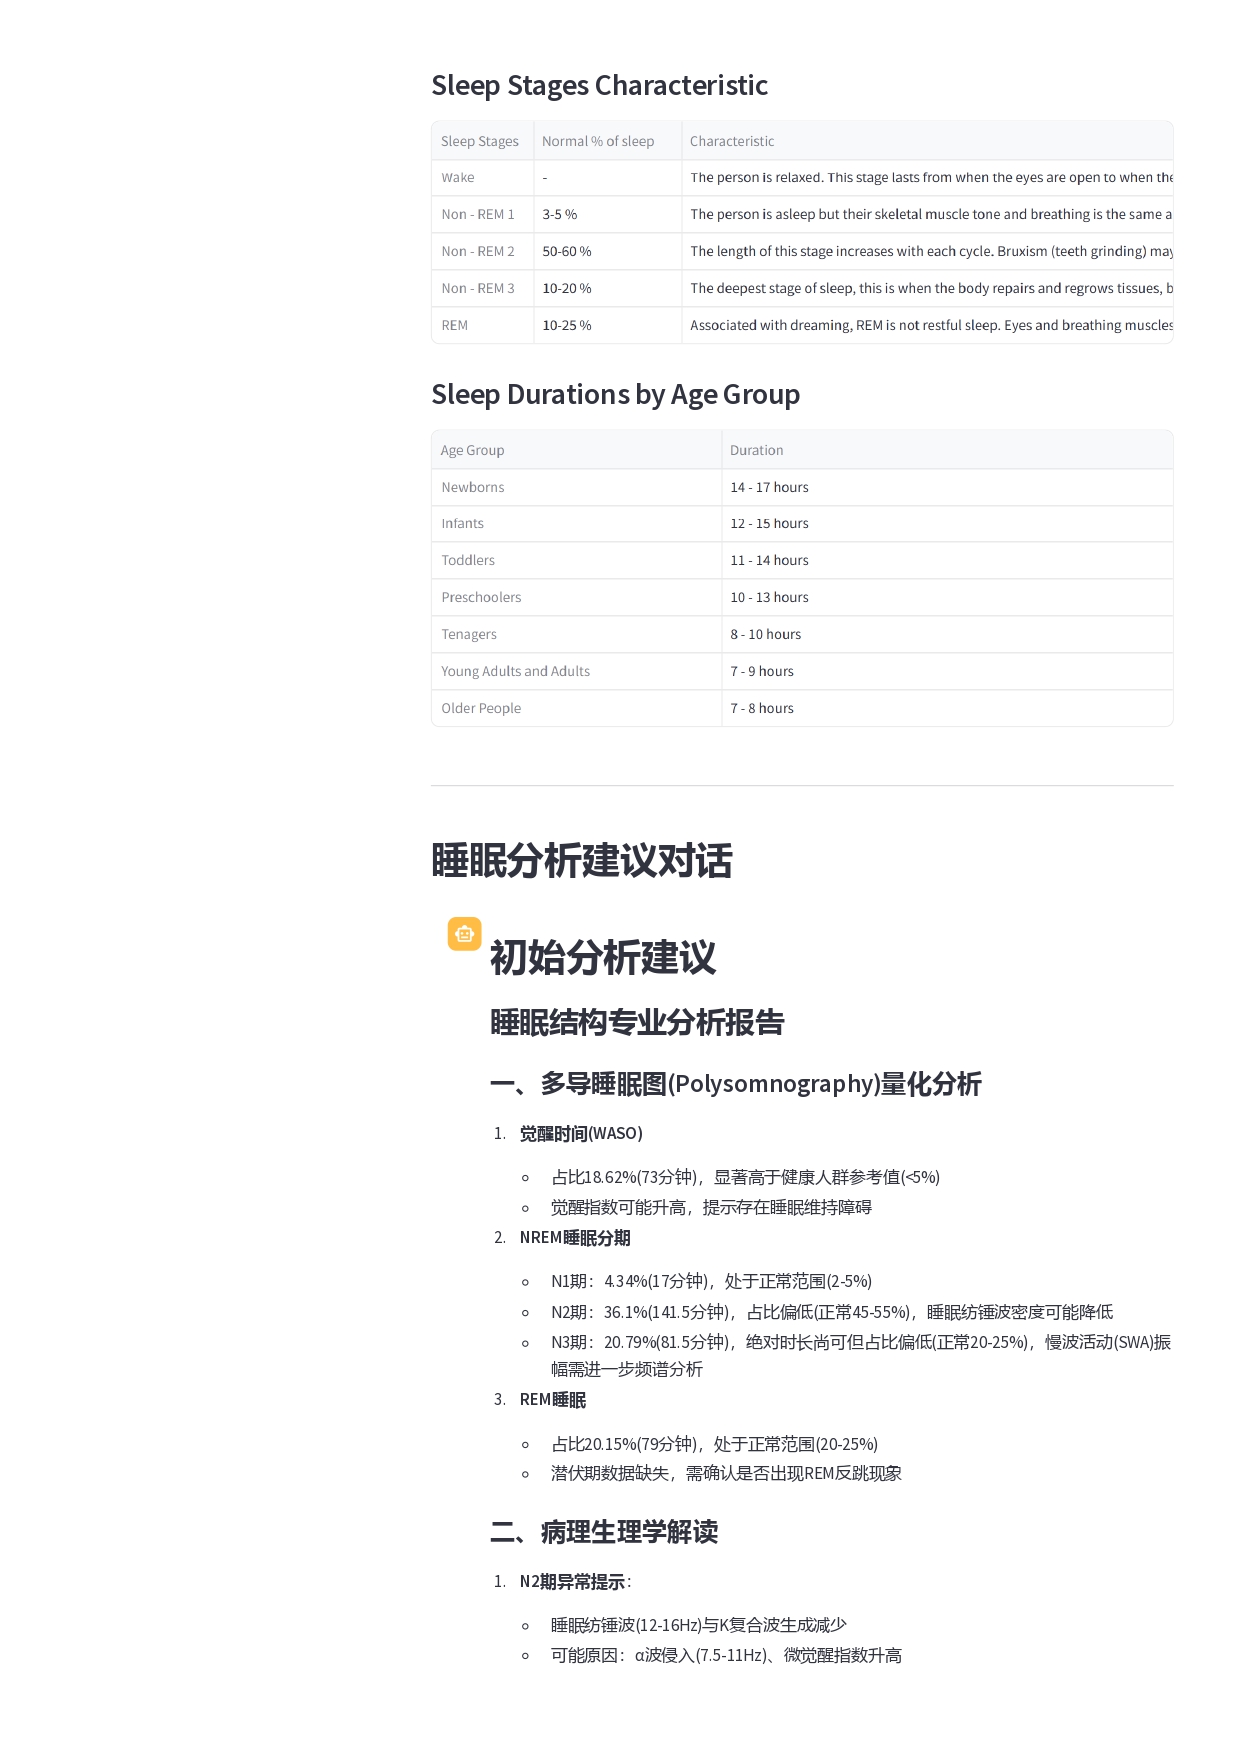 Sleep Stages Characteristic
Sleep Stages Normal % of sleep Characteristic
Wake - The person is relaxed. This stage lasts from when the eyes are open to when the
Non - REM 1 3-5 % The person is asleep but their skeletal muscle tone and breathing is the same a
Non - REM 2 50-60 % The length of this stage increases with each cycle. Bruxism (teeth grinding) may
Non - REM 3 10-20 % The deepest stage of sleep, this is when the body repairs and regrows tissues, b
REM 10-25 % Associated with dreaming, REM is not restful sleep. Eyes and breathing muscles
Sleep Durations by Age Group
Age Group Duration
Newborns 14 - 17 hours
Infants 12 - 15 hours
Toddlers 11 - 14 hours
Preschoolers 10 - 13 hours
Tenagers 8 - 10 hours
Young Adults and Adults 7 - 9 hours
Older People 7 - 8 hours
睡眠分析建议对话
初始分析建议
睡眠结构专业分析报告
一、多导睡眠图(Polysomnography)量化分析
1. 觉醒时间(WASO)
占比18.62%(73分钟)，显著高于健康人群参考值(<5%)
觉醒指数可能升高，提示存在睡眠维持障碍
2. NREM睡眠分期
N1期：4.34%(17分钟)，处于正常范围(2-5%)
N2期：36.1%(141.5分钟)，占比偏低(正常45-55%)，睡眠纺锤波密度可能降低
N3期：20.79%(81.5分钟)，绝对时长尚可但占比偏低(正常20-25%)，慢波活动(SWA)振
幅需进一步频谱分析
3. REM睡眠
占比20.15%(79分钟)，处于正常范围(20-25%)
潜伏期数据缺失，需确认是否出现REM反跳现象
二、病理生理学解读
1. N2期异常提示：
睡眠纺锤波(12-16Hz)与K复合波生成减少
可能原因：α波侵入(7.5-11Hz)、微觉醒指数升高